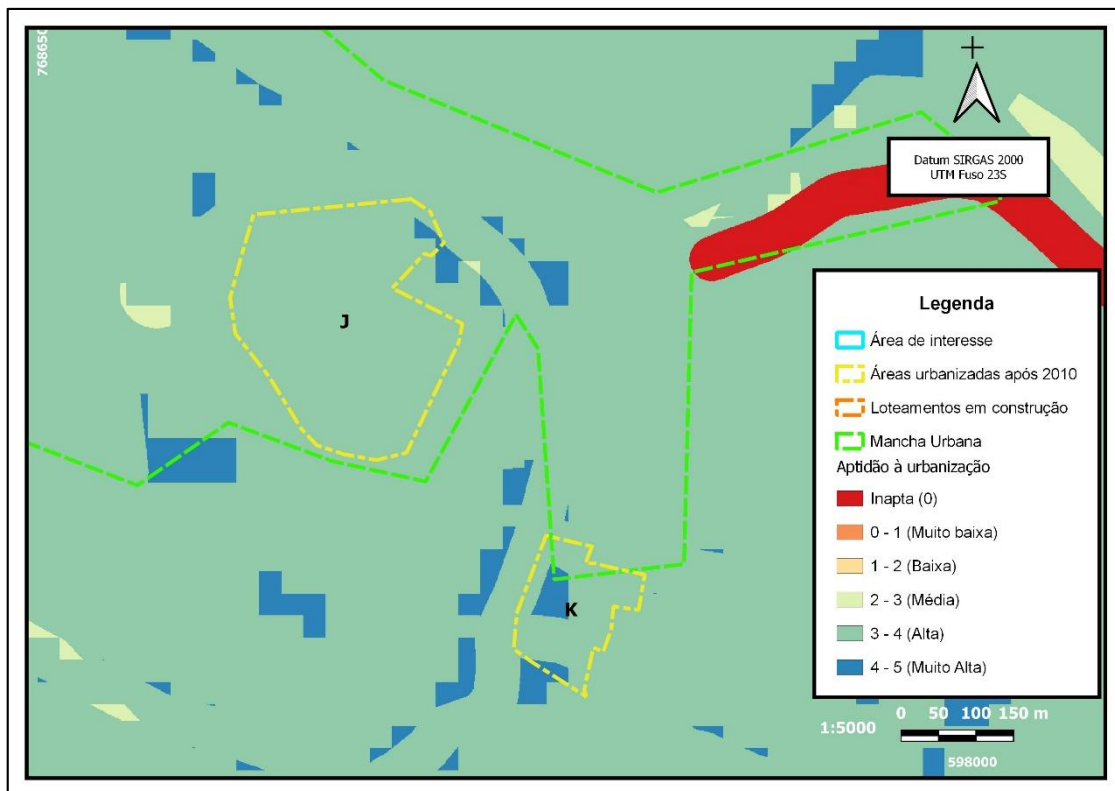 768650
Datum SIRGAS 2000
UTM Fuso 23S
J
K
Legenda
Área de interesse
Áreas urbanizadas após 2010
Loteamentos em construção
Mancha Urbana
Aptidão à urbanização
Inapta (0)
0 - 1 (Muito baixa)
1 - 2 (Baixa)
2 - 3 (Média)
3 - 4 (Alta)
4 - 5 (Muito Alta)
1:5000
0 50 100 150 m
598000